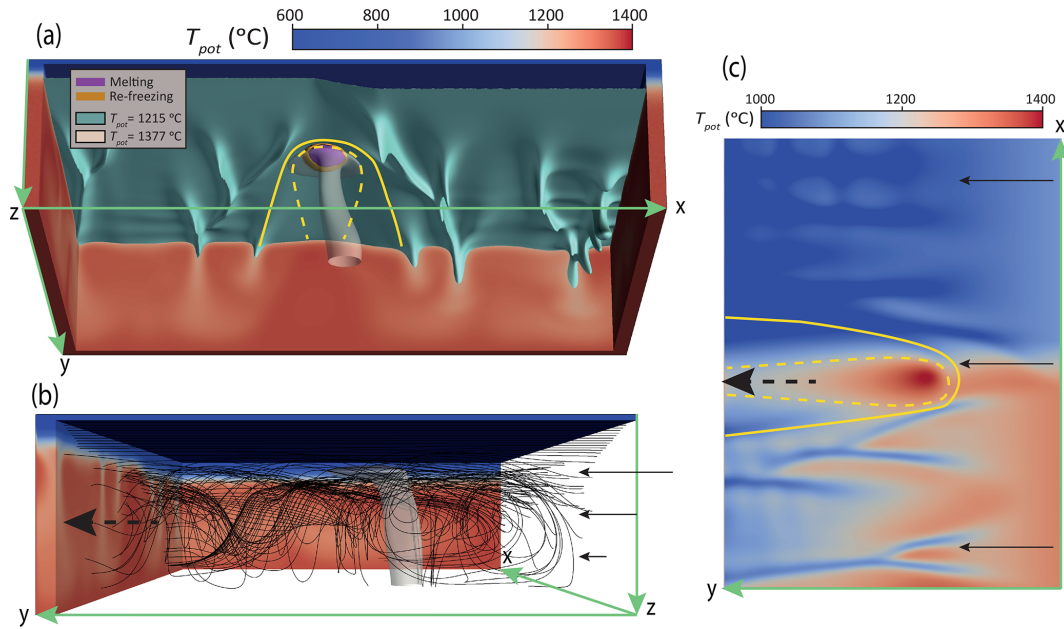 (a)
T_pot (°C)
600 800 1000 1200 1400
Melting
Re-freezing
T_pot = 1215 °C
T_pot = 1377 °C
z
x
y
(b)
x
y
z
(c)
T_pot (°C)
1000 1200 1400
x
y